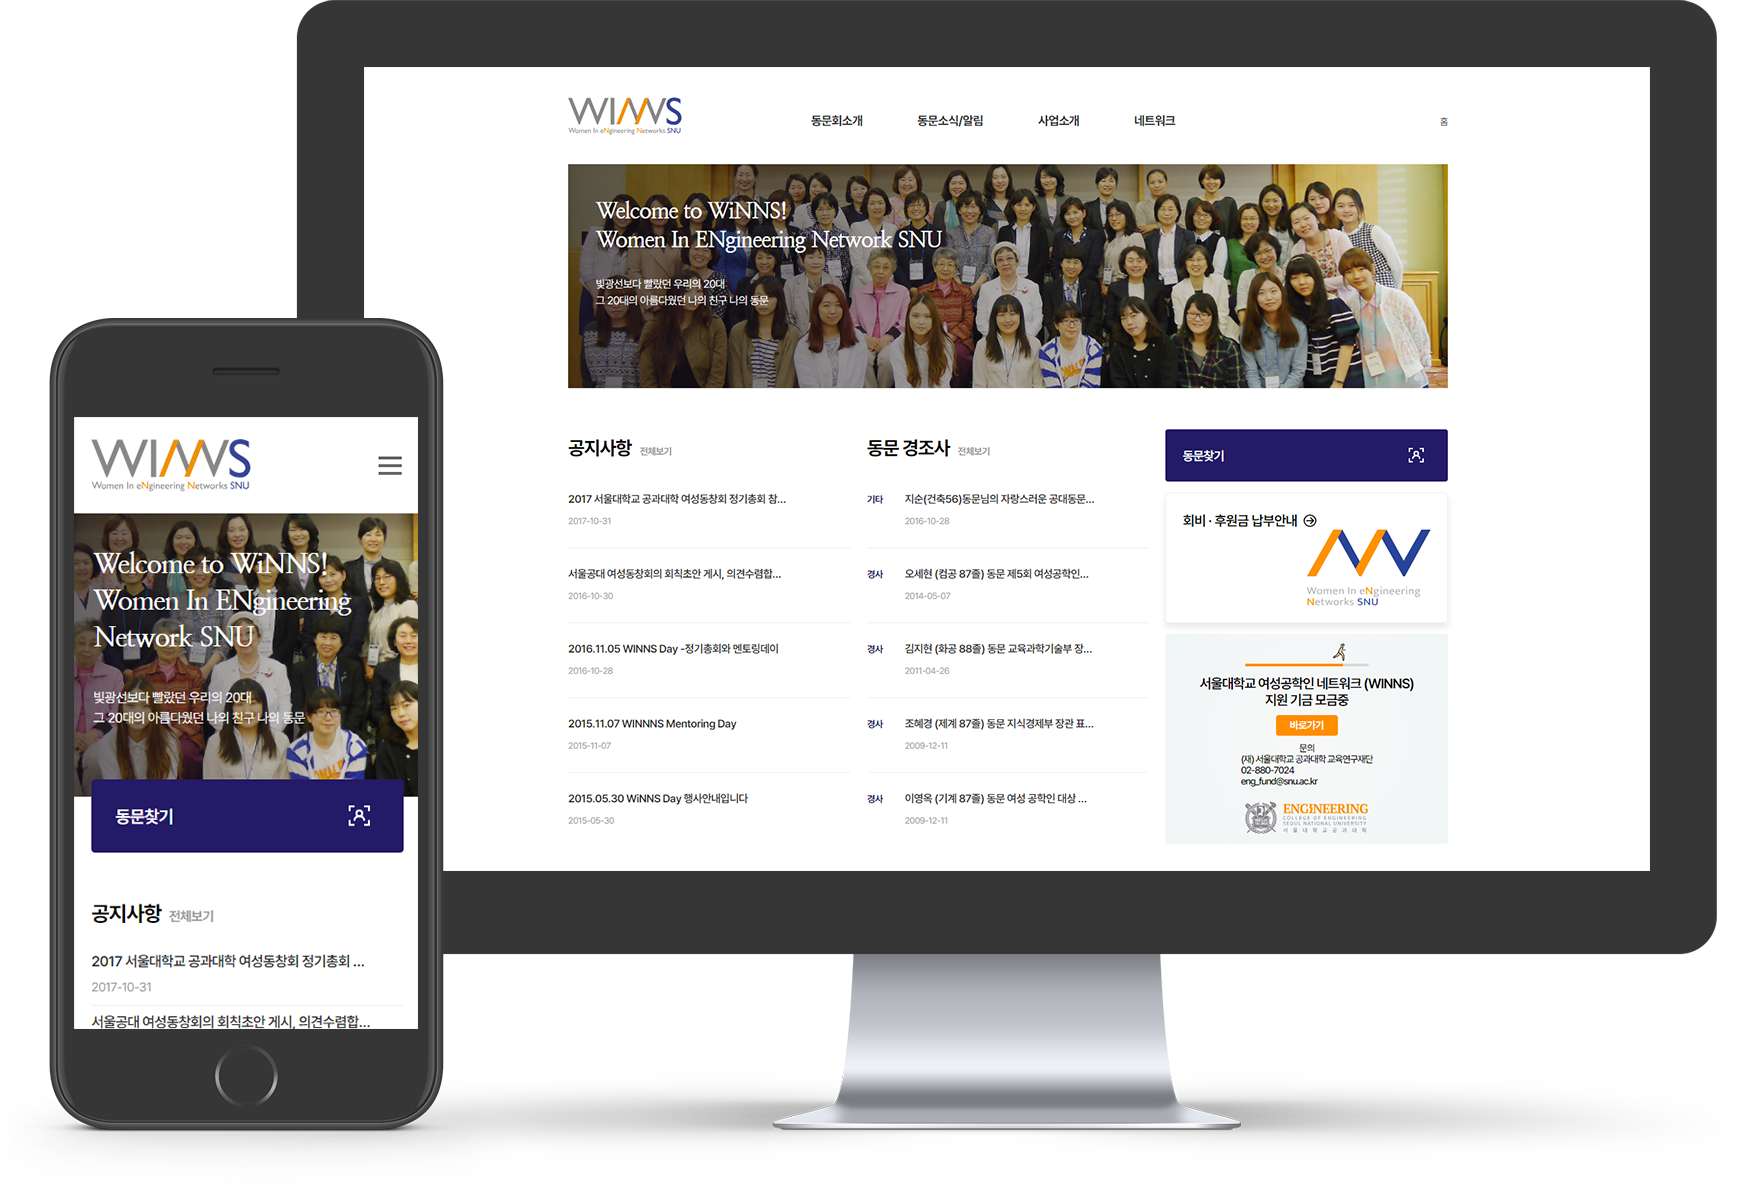 WINNS
Women In eNgineering Networks SNU
동문회소개
동문소식/알림
사업소개
네트워크
홈
Welcome to WiNNS!
Women In ENgineering Network SNU
빛광선보다 빨랐던 우리의 20대
그 20대의 아름다웠던 나의 친구 나의 동문
공지사항 전체보기
2017 서울대학교 공과대학 여성동창회 정기총회 참...
2017-10-31
서울공대 여성동창회의 회칙초안 게시, 의견수렴합...
2016-10-30
2016.11.05 WINNS Day -정기총회와 멘토링데이
2016-10-28
2015.11.07 WINNNS Mentoring Day
2015-11-07
2015.05.30 WiNNS Day 행사안내입니다
2015-05-30
동문 경조사 전체보기
기타 지순(건축56)동문님의 자랑스러운 공대동문...
2016-10-28
경사 오세현 (컴공 87졸) 동문 제5회 여성공학인...
2014-05-07
경사 김지현 (화공 88졸) 동문 교육과학기술부 장...
2011-04-26
경사 조혜경 (제계 87졸) 동문 지식경제부 장관 표...
2009-12-11
경사 이영옥 (기계 87졸) 동문 여성 공학인 대상 ...
2009-12-11
동문찾기
회비 · 후원금 납부안내
Women In eNgineering
Networks SNU
서울대학교 여성공학인 네트워크 (WINNS)
지원 기금 모금중
바로가기
문의
(재) 서울대학교 공과대학 교육연구재단
02-880-7024
eng_fund@snu.ac.kr
ENGINEERING
COLLEGE OF ENGINEERING
SEOUL NATIONAL UNIVERSITY
서울대학교공과대학
WINNS
Women In eNgineering Networks SNU
Welcome to WiNNS!
Women In ENgineering
Network SNU
빛광선보다 빨랐던 우리의 20대
그 20대의 아름다웠던 나의 친구 나의 동문
동문찾기
공지사항 전체보기
2017 서울대학교 공과대학 여성동창회 정기총회 ...
2017-10-31
서울공대 여성동창회의 회칙초안 게시, 의견수렴합...